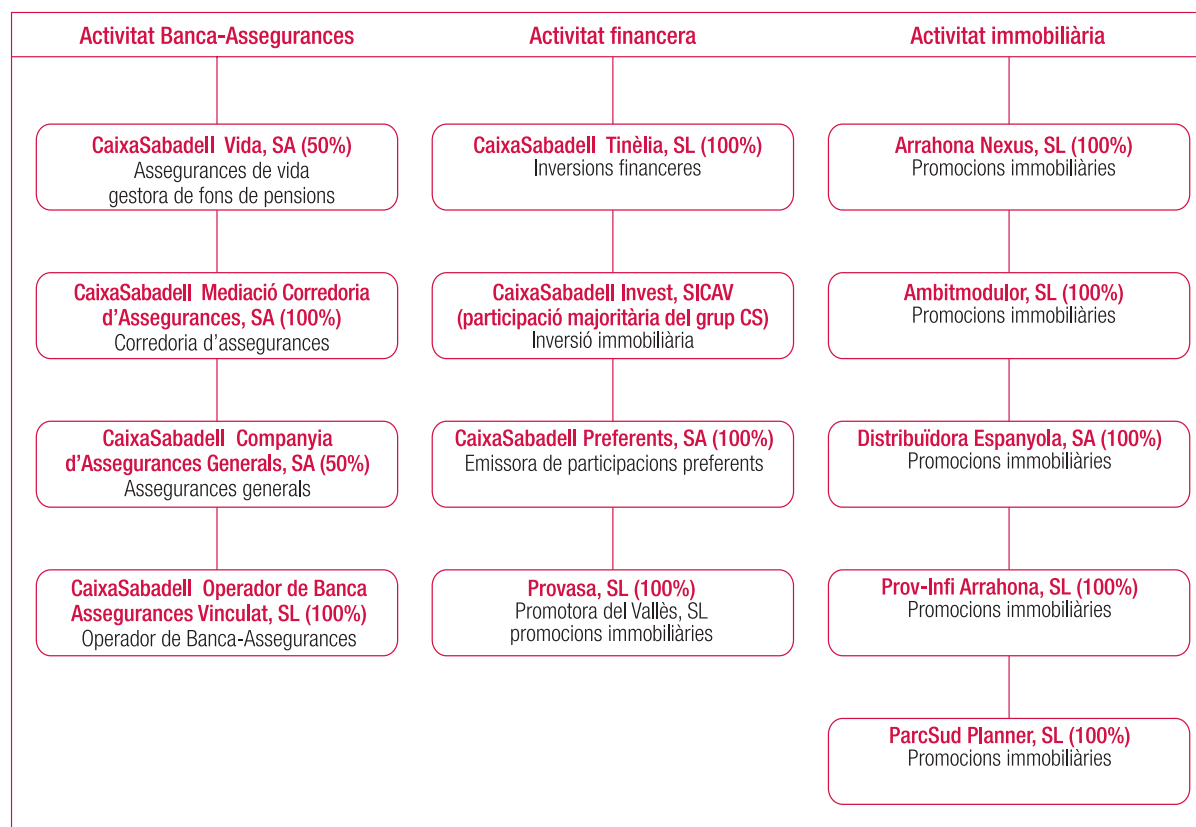 Activitat Banca-Assegurances
CaixaSabadell Vida, SA (50%)
Assegurances de vida
gestora de fons de pensions
CaixaSabadell Mediació Corredoria
d’Assegurances, SA (100%)
Corredoria d’assegurances
CaixaSabadell Companyia
d’Assegurances Generals, SA (50%)
Assegurances generals
CaixaSabadell Operador de Banca
Assegurances Vinculat, SL (100%)
Operador de Banca-Assegurances
Activitat financera
CaixaSabadell Tinèlia, SL (100%)
Inversions financeres
CaixaSabadell Invest, SICAV
(participació majoritària del grup CS)
Inversió immobiliària
CaixaSabadell Preferents, SA (100%)
Emissora de participacions preferents
Provasa, SL (100%)
Promotora del Vallès, SL
promocions immobiliàries
Activitat immobiliària
Arrahona Nexus, SL (100%)
Promocions immobiliàries
Ambitmodulor, SL (100%)
Promocions immobiliàries
Distribuïdora Espanyola, SA (100%)
Promocions immobiliàries
Prov-Infi Arrahona, SL (100%)
Promocions immobiliàries
ParcSud Planner, SL (100%)
Promocions immobiliàries